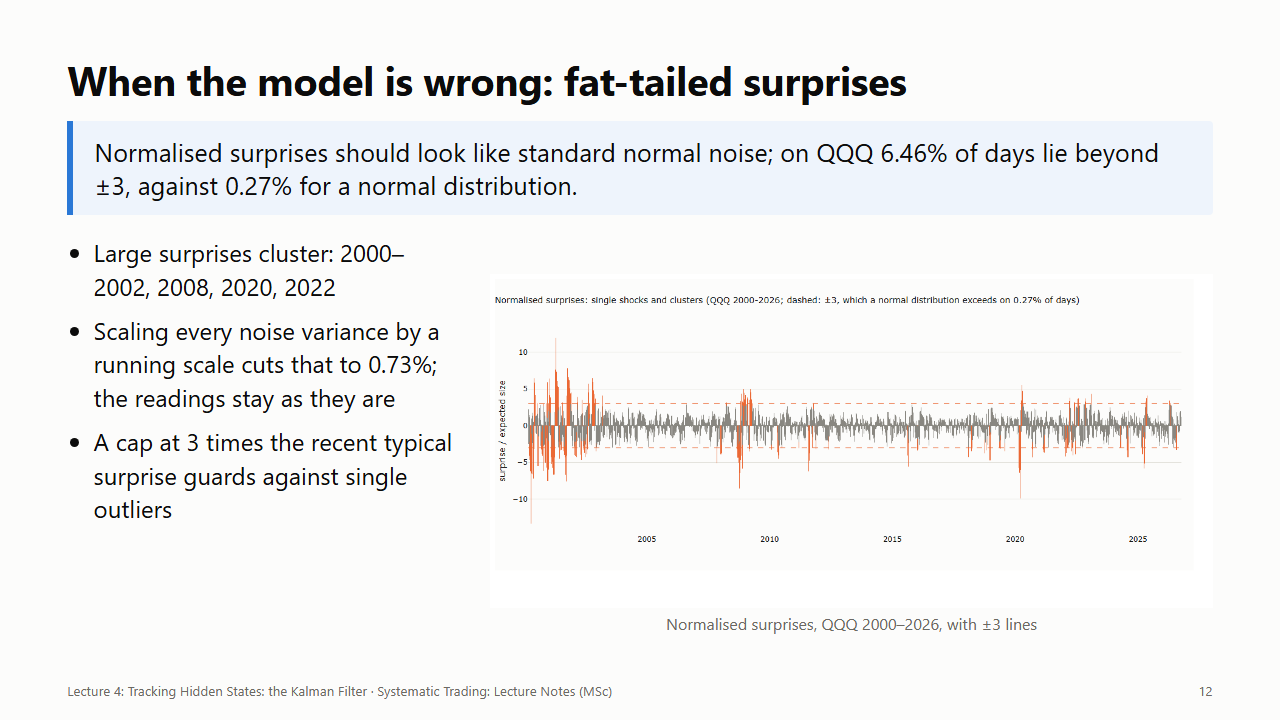 When the model is wrong: fat-tailed surprises
Normalised surprises should look like standard normal noise; on QQQ 6.46% of days lie beyond
±3, against 0.27% for a normal distribution.
• Large surprises cluster: 2000–
2002, 2008, 2020, 2022
• Scaling every noise variance by a
running scale cuts that to 0.73%;
the readings stay as they are
• A cap at 3 times the recent typical
surprise guards against single
outliers
Normalised surprises: single shocks and clusters (QQQ 2000-2026; dashed: ±3, which a normal distribution exceeds on 0.27% of days)
surprise / expected size
10
5
0
−5
−10
2005 2010 2015 2020 2025
Normalised surprises, QQQ 2000–2026, with ±3 lines
Lecture 4: Tracking Hidden States: the Kalman Filter · Systematic Trading: Lecture Notes (MSc) 12